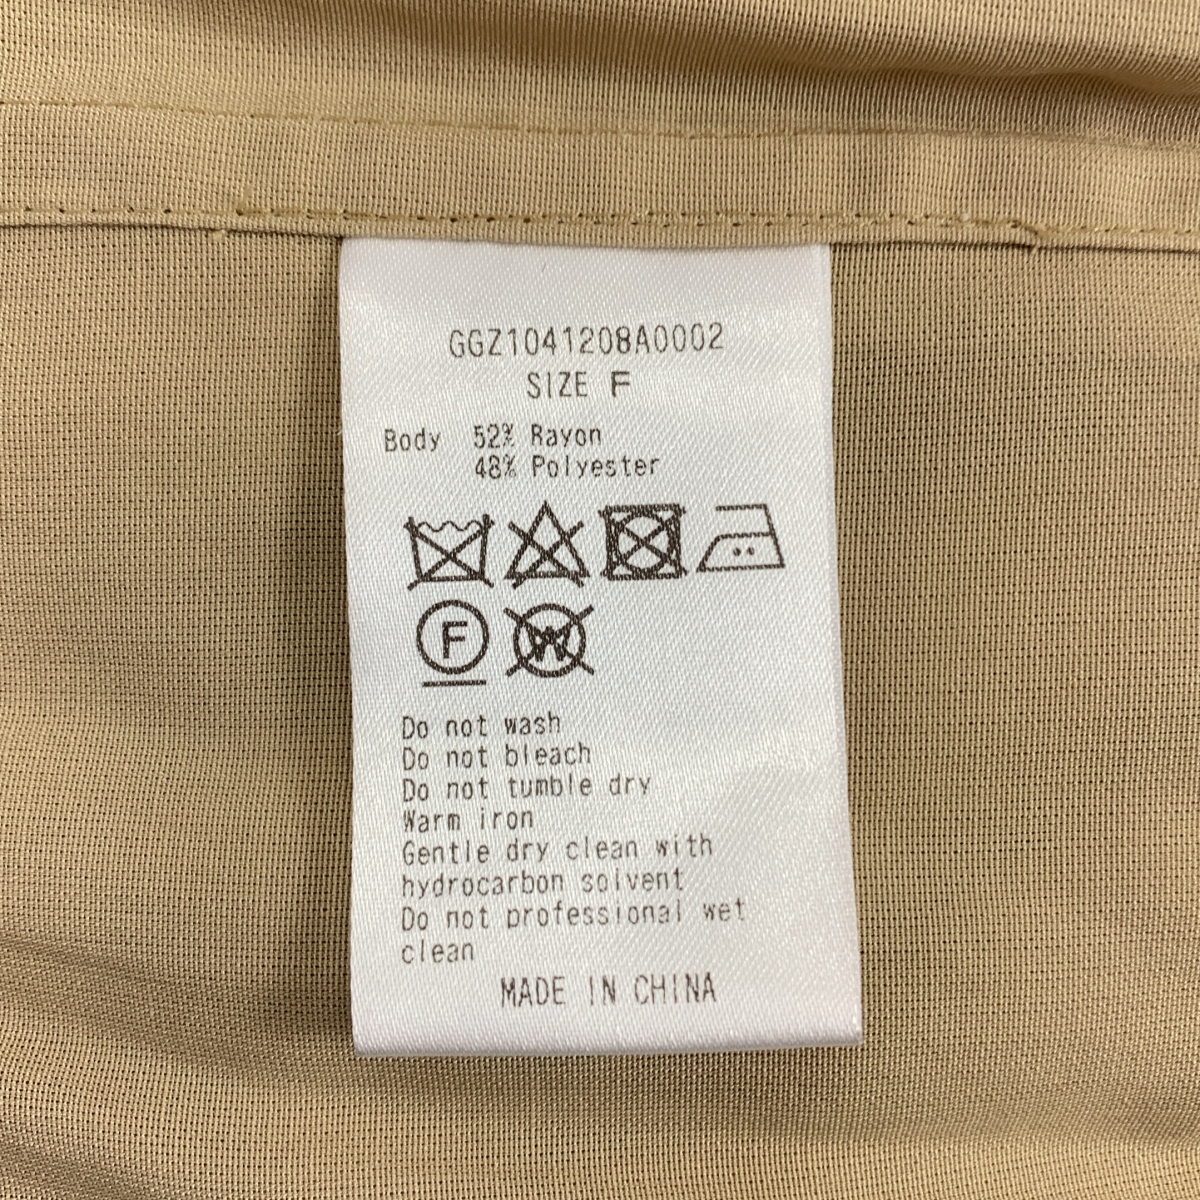 GGZ1041208A0002
SIZE F
Body 52% Rayon
48% Polyester
F W
Do not wash
Do not bleach
Do not tumble dry
Warm iron
Gentle dry clean with
hydrocarbon solvent
Do not professional wet
clean
MADE IN CHINA